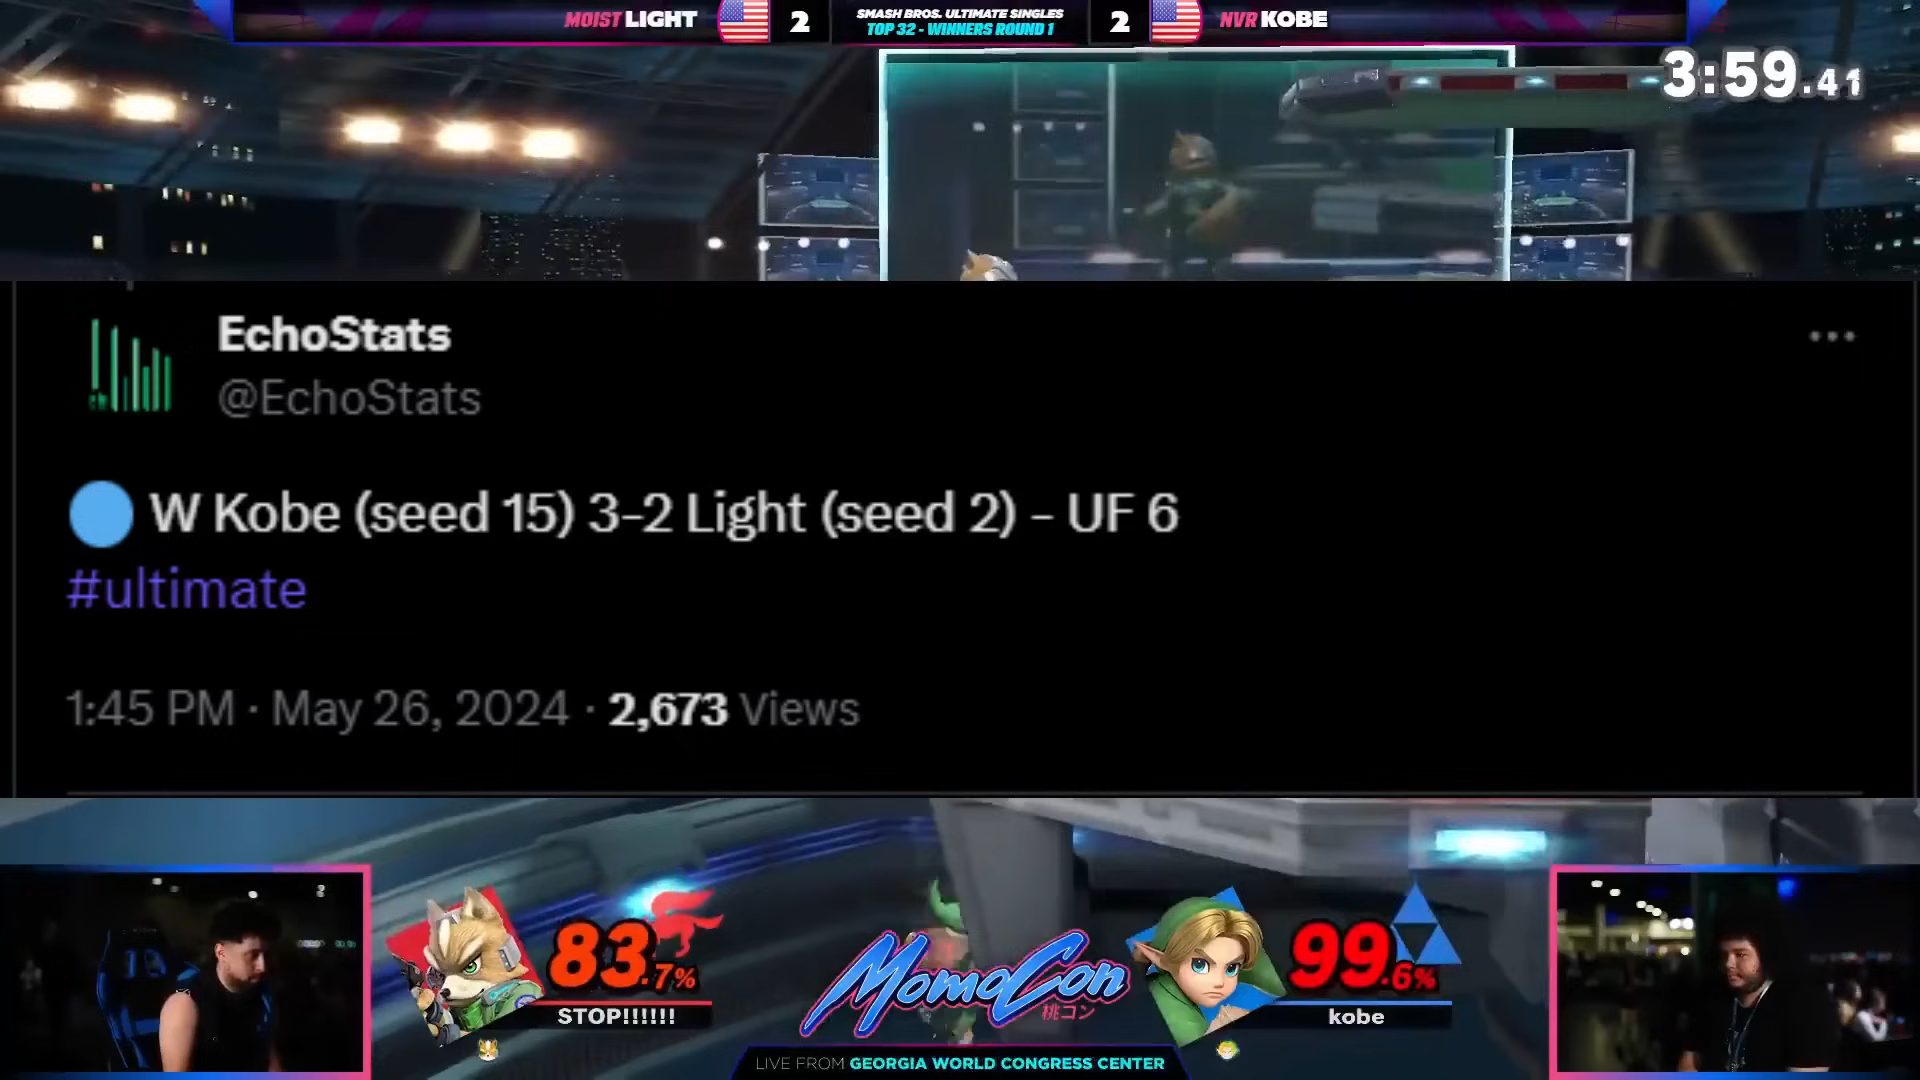 MOIST LIGHT
2
SMASH BROS. ULTIMATE SINGLES
TOP 32 - WINNERS ROUND 1
2
NVR KOBE
3:59.41
EchoStats
@EchoStats
W Kobe (seed 15) 3-2 Light (seed 2) - UF 6
#ultimate
1:45 PM · May 26, 2024 · 2,673 Views
83.7%
STOP!!!!!!
MomoCon
桃コン
99.6%
kobe
LIVE FROM GEORGIA WORLD CONGRESS CENTER